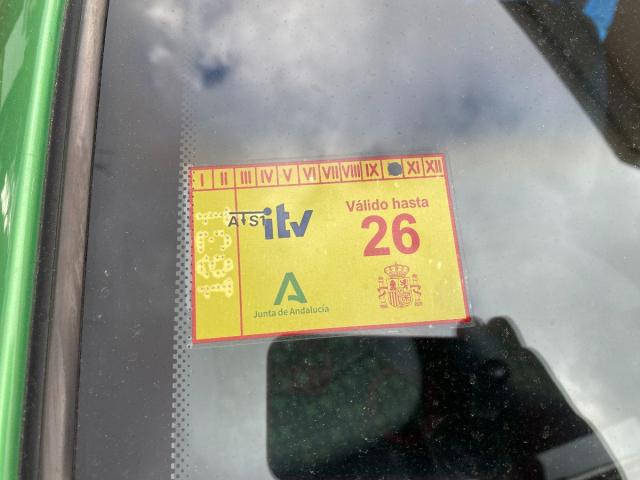 I II III IV V VI VII VIII IX XI XII
itv
Válido hasta
26
Junta de Andalucía